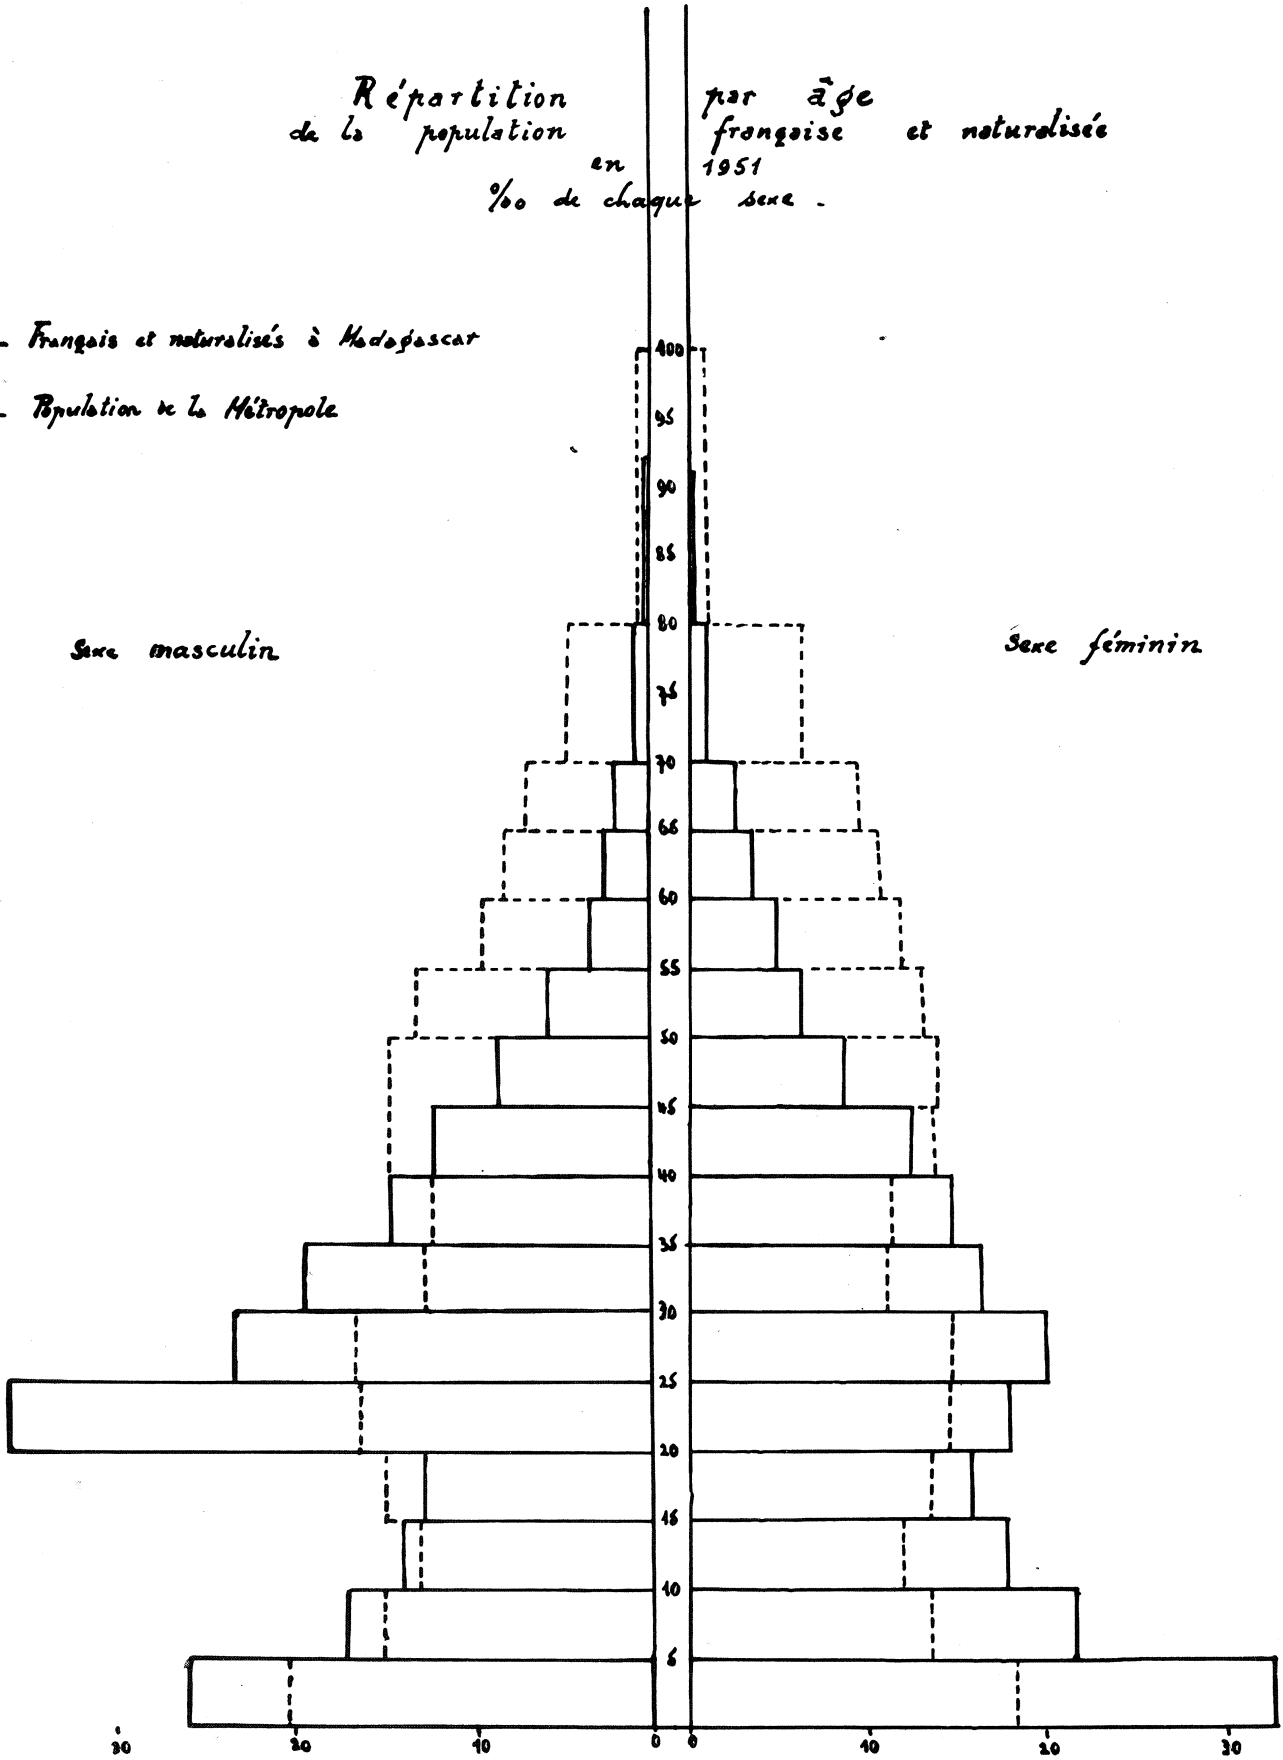 Répartition par âge
de la population française et naturalisée
en 1951
‰ de chaque sexe -
- Français et naturalisés à Madagascar
- Population de la Métropole
100
95
90
85
80
sexe masculin
sexe féminin
75
70
65
60
55
50
45
40
35
30
25
20
15
10
5
30 20 10 0 0 10 20 30